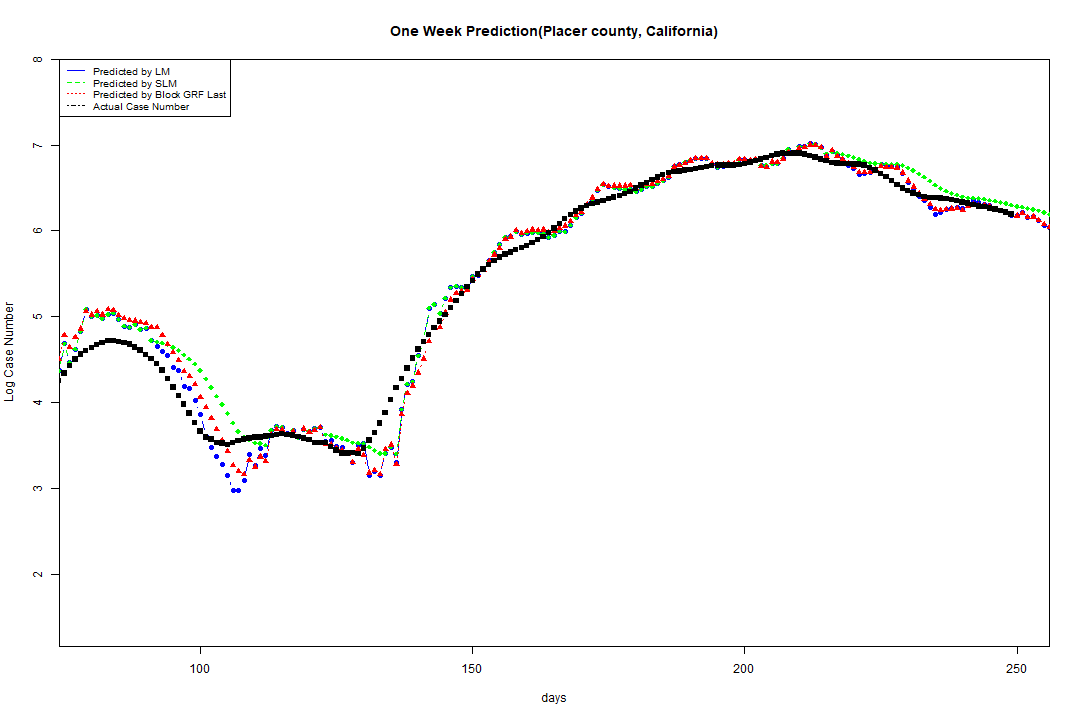 One Week Prediction(Placer county, California)
Predicted by LM
Predicted by SLM
Predicted by Block GRF Last
Actual Case Number
8
7
6
5
4
3
2
Log Case Number
100 150 200 250
days